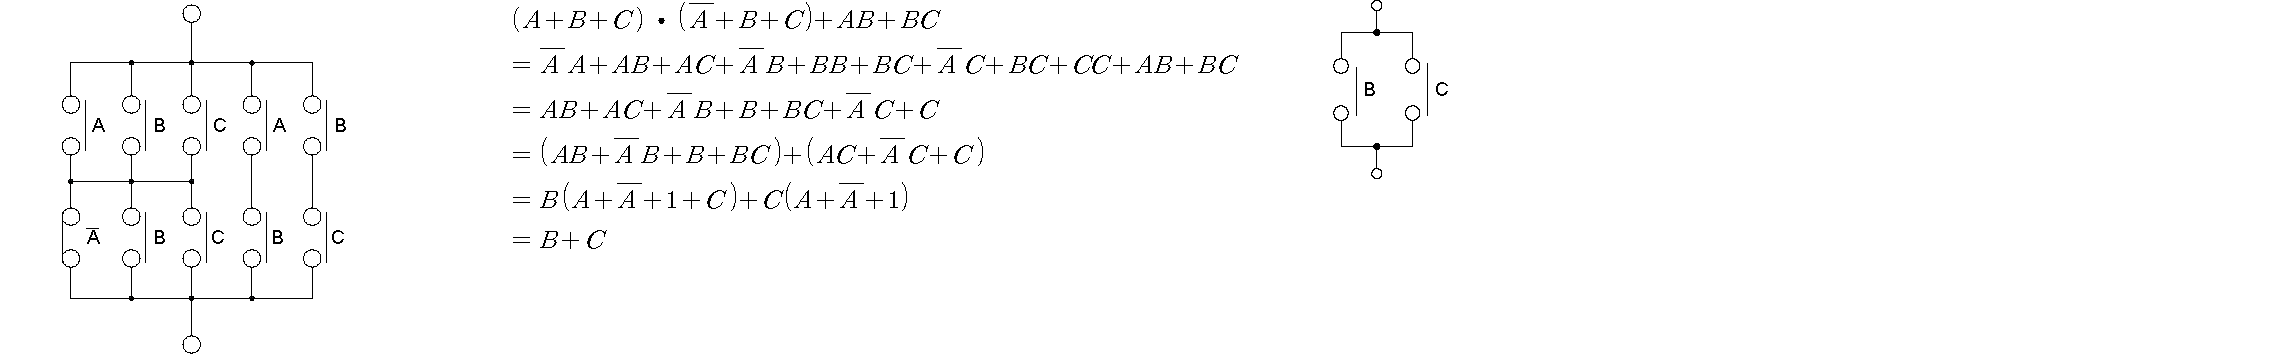 A B C A B
A̅ B C B C
(A+B+C) • (A̅+B+C)+AB+BC
= A̅ A+AB+AC+A̅ B+BB+BC+A̅ C+BC+CC+AB+BC
= AB+AC+A̅ B+B+BC+A̅ C+C
= (AB+A̅ B+B+BC)+(AC+A̅ C+C)
= B(A+A̅+1+C)+C(A+A̅+1)
= B+C
B C